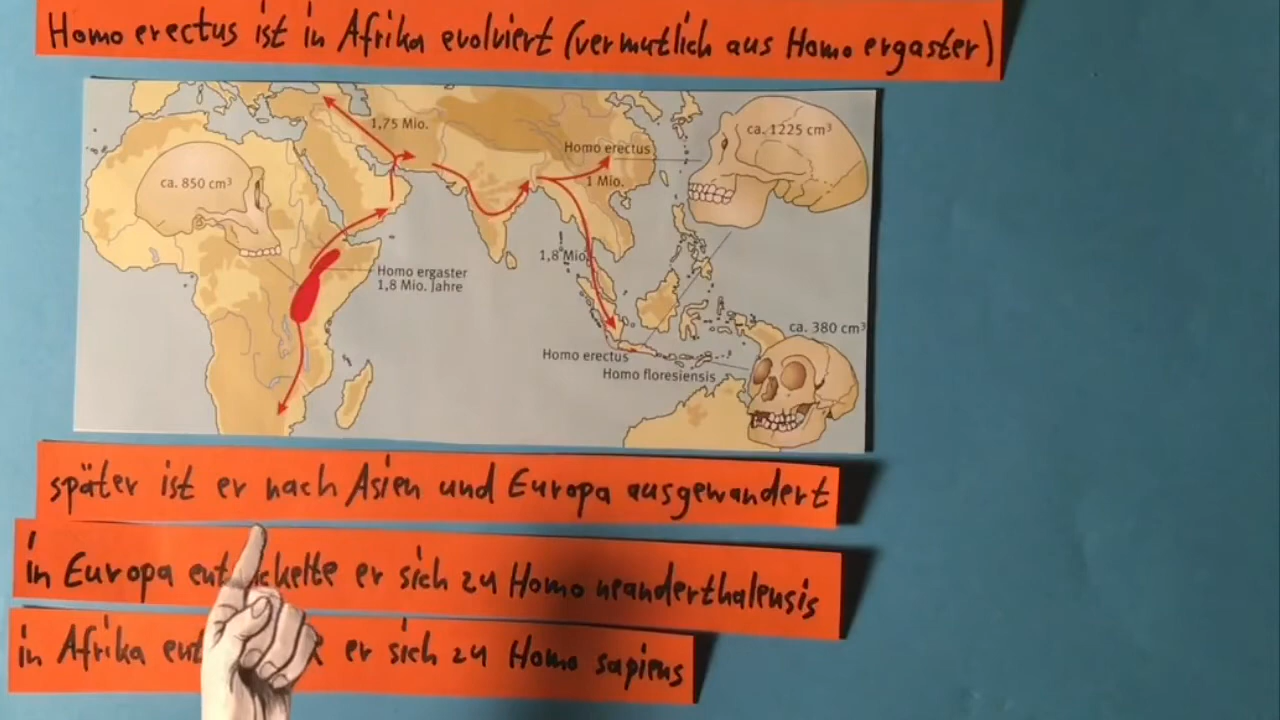 Homo erectus ist in Afrika evolviert (vermutlich aus Homo ergaster)
1,75 Mio.
ca. 1225 cm³
Homo erectus
ca. 850 cm³
1 Mio.
1,8 Mio.
Homo ergaster
1,8 Mio. Jahre
ca. 380 cm³
Homo erectus
Homo floresiensis
später ist er nach Asien und Europa ausgewandert
in Europa entwickelte er sich zu Homo neanderthalensis
in Afrika er sich zu Homo sapiens